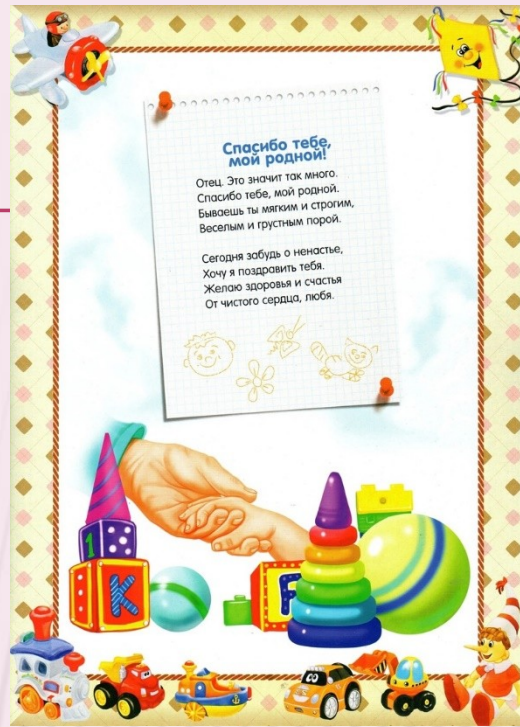 Спасибо тебе,
мой родной!
Отец. Это значит так много.
Спасибо тебе, мой родной.
Бываешь ты мягким и строгим,
Веселым и грустным порой.
Сегодня забудь о ненастье,
Хочу я поздравить тебя.
Желаю здоровья и счастья
От чистого сердца, любя.
1
K
F